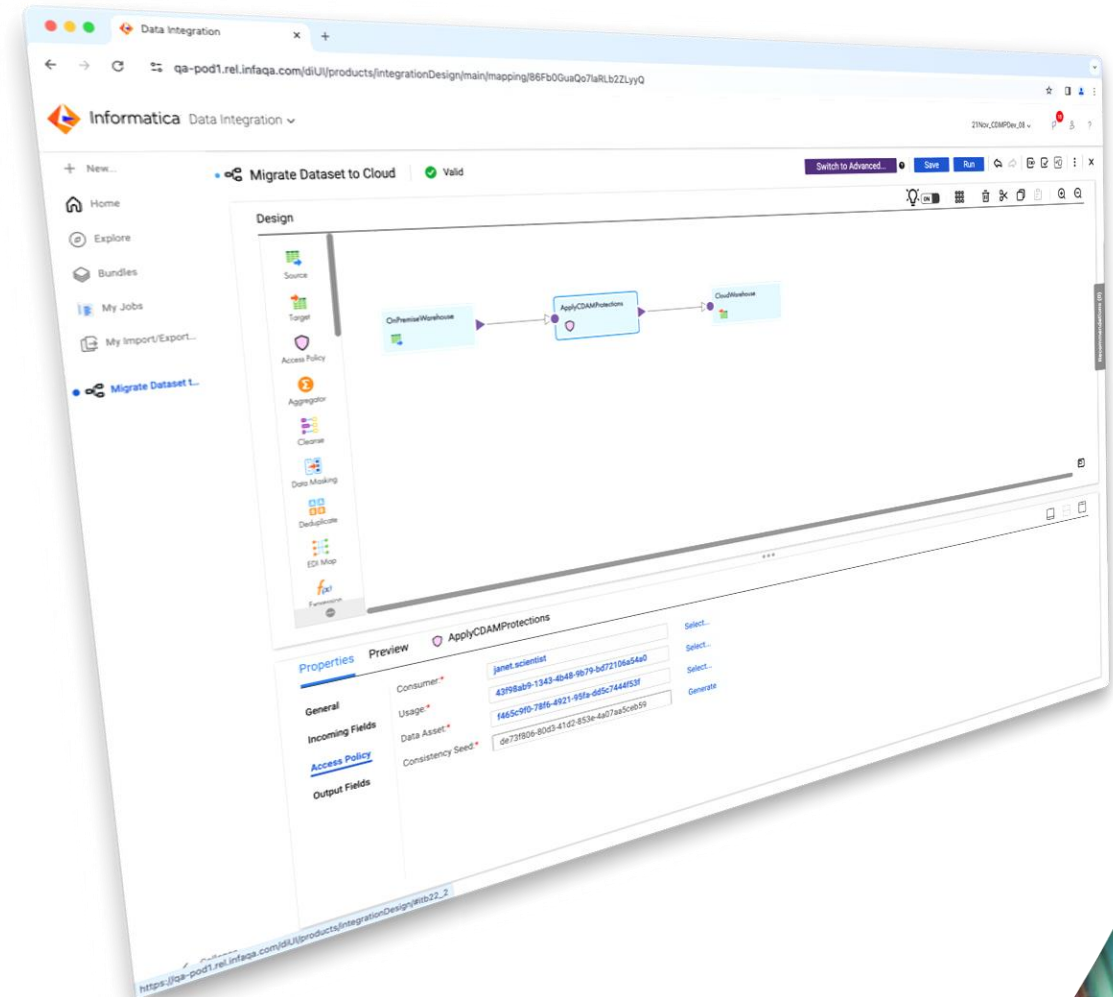 Data Integration
qa-pod1.rel.infaqa.com/diUI/products/integrationDesign/main/mapping/86Fb0GuaQo7laRLb2ZLyyQ
Informatica Data Integration
21Nov_CDMPDev_03
+ New...
Home
Explore
Bundles
My Jobs
My Import/Export...
Migrate Dataset t...
Migrate Dataset to Cloud
Valid
Switch to Advanced...
Save
Run
Design
ON
Source
Target
Access Policy
Aggregator
Cleanse
Data Masking
Deduplicate
EDI Map
Expression
OnPremiseWarehouse
ApplyCDAMProtections
CloudWarehouse
Recommendations (0)
Properties
Preview
ApplyCDAMProtections
General
Incoming Fields
Access Policy
Output Fields
Consumer:* janet.scientist Select...
Usage:* 43f98ab9-1343-4b48-9b79-bd72106a54a0 Select...
Data Asset:* f465c9f0-78f6-4921-95fa-dd5c7444f53f Select...
Consistency Seed:* de73f806-80d3-41d2-853e-4a07aa5ceb59 Generate
https://qa-pod1.rel.infaqa.com/diUI/products/integrationDesign/#itb22_2